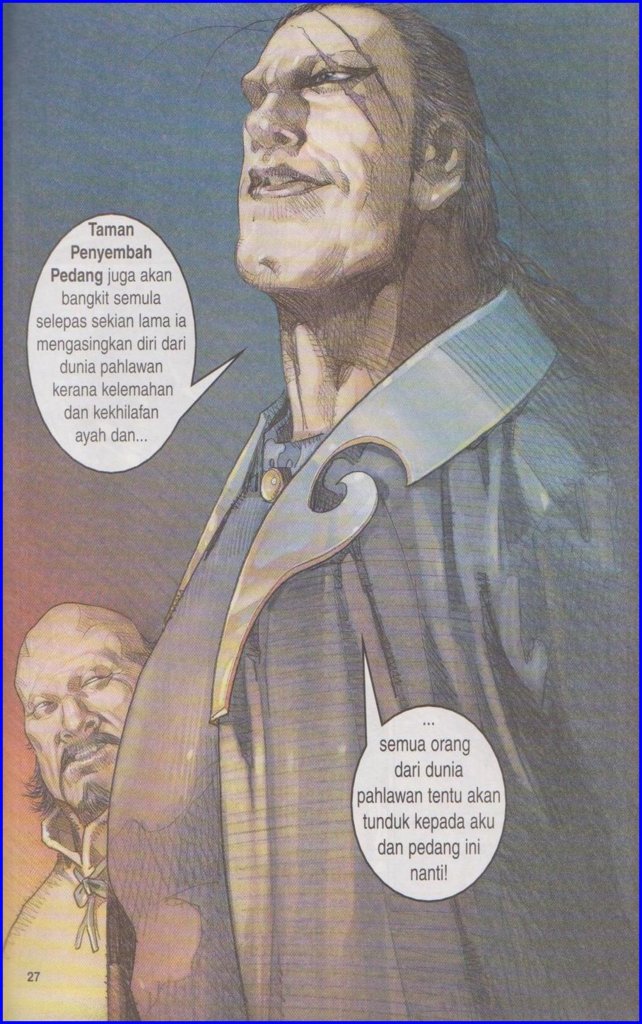 Taman
Penyembah
Pedang juga akan
bangkit semula
selepas sekian lama ia
mengasingkan diri dari
dunia pahlawan
kerana kelemahan
dan kekhilafan
ayah dan...
...
semua orang
dari dunia
pahlawan tentu akan
tunduk kepada aku
dan pedang ini
nanti!
27